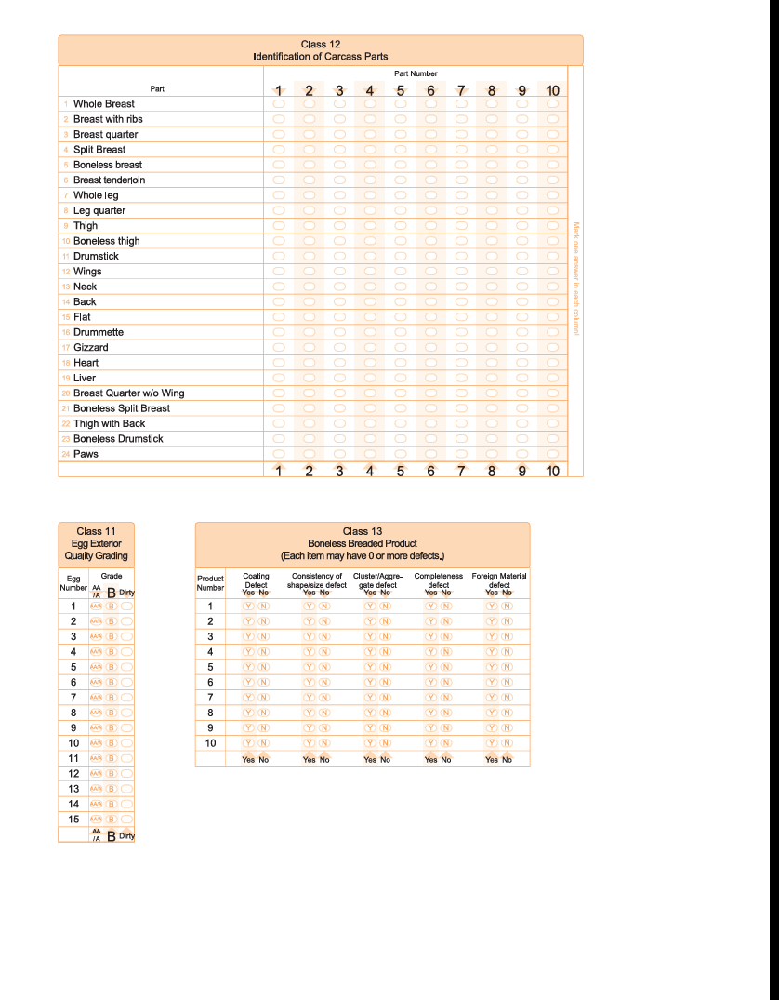 Class 12
Identification of Carcass Parts
Part Number
Part 1 2 3 4 5 6 7 8 9 10
1 Whole Breast
2 Breast with ribs
3 Breast quarter
4 Split Breast
5 Boneless breast
6 Breast tenderloin
7 Whole leg
8 Leg quarter
9 Thigh
10 Boneless thigh
11 Drumstick
12 Wings
13 Neck
14 Back
15 Flat
16 Drummette
17 Gizzard
18 Heart
19 Liver
20 Breast Quarter w/o Wing
21 Boneless Split Breast
22 Thigh with Back
23 Boneless Drumstick
24 Paws
1 2 3 4 5 6 7 8 9 10
Mark one answer in each column!
Class 11
Egg Exterior
Quality Grading
Egg Number
Grade
AA /A B Dirty
1 AA/A B
2 AA/A B
3 AA/A B
4 AA/A B
5 AA/A B
6 AA/A B
7 AA/A B
8 AA/A B
9 AA/A B
10 AA/A B
11 AA/A B
12 AA/A B
13 AA/A B
14 AA/A B
15 AA/A B
AA /A B Dirty
Class 13
Boneless Breaded Product
(Each item may have 0 or more defects.)
Product Number
Coating Defect
Consistency of shape/size defect
Cluster/Aggre- gate defect
Completeness defect
Foreign Material defect
Yes No Yes No Yes No Yes No Yes No
1 Y N Y N Y N Y N Y N
2 Y N Y N Y N Y N Y N
3 Y N Y N Y N Y N Y N
4 Y N Y N Y N Y N Y N
5 Y N Y N Y N Y N Y N
6 Y N Y N Y N Y N Y N
7 Y N Y N Y N Y N Y N
8 Y N Y N Y N Y N Y N
9 Y N Y N Y N Y N Y N
10 Y N Y N Y N Y N Y N
Yes No Yes No Yes No Yes No Yes No